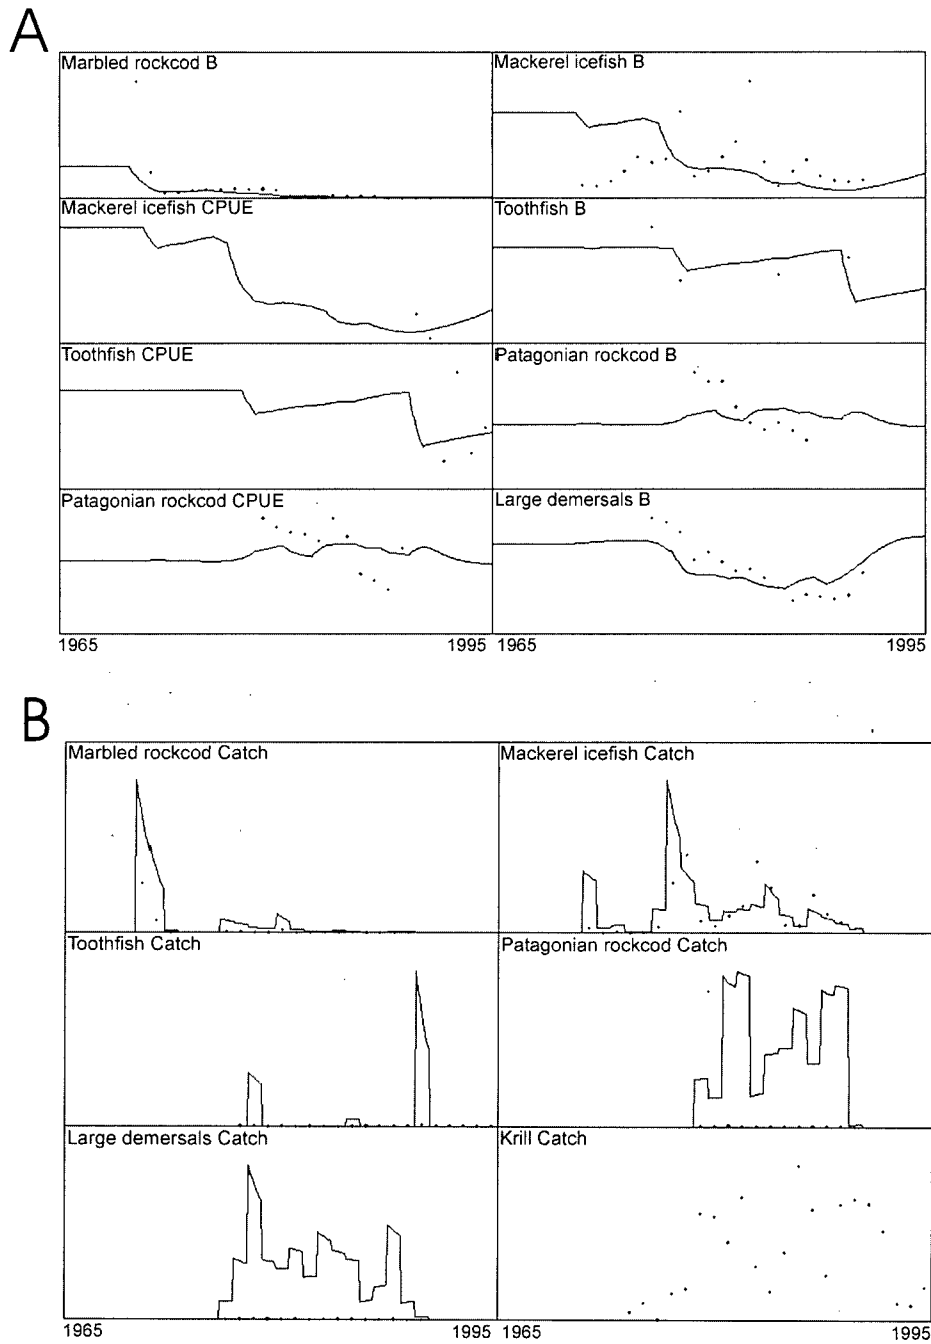 A
Marbled rockcod B
Mackerel icefish B
Mackerel icefish CPUE
Toothfish B
Toothfish CPUE
Patagonian rockcod B
Patagonian rockcod CPUE
Large demersals B
1965
1995
1965
1995
B
Marbled rockcod Catch
Mackerel icefish Catch
Toothfish Catch
Patagonian rockcod Catch
Large demersals Catch
Krill Catch
1965
1995
1965
1995